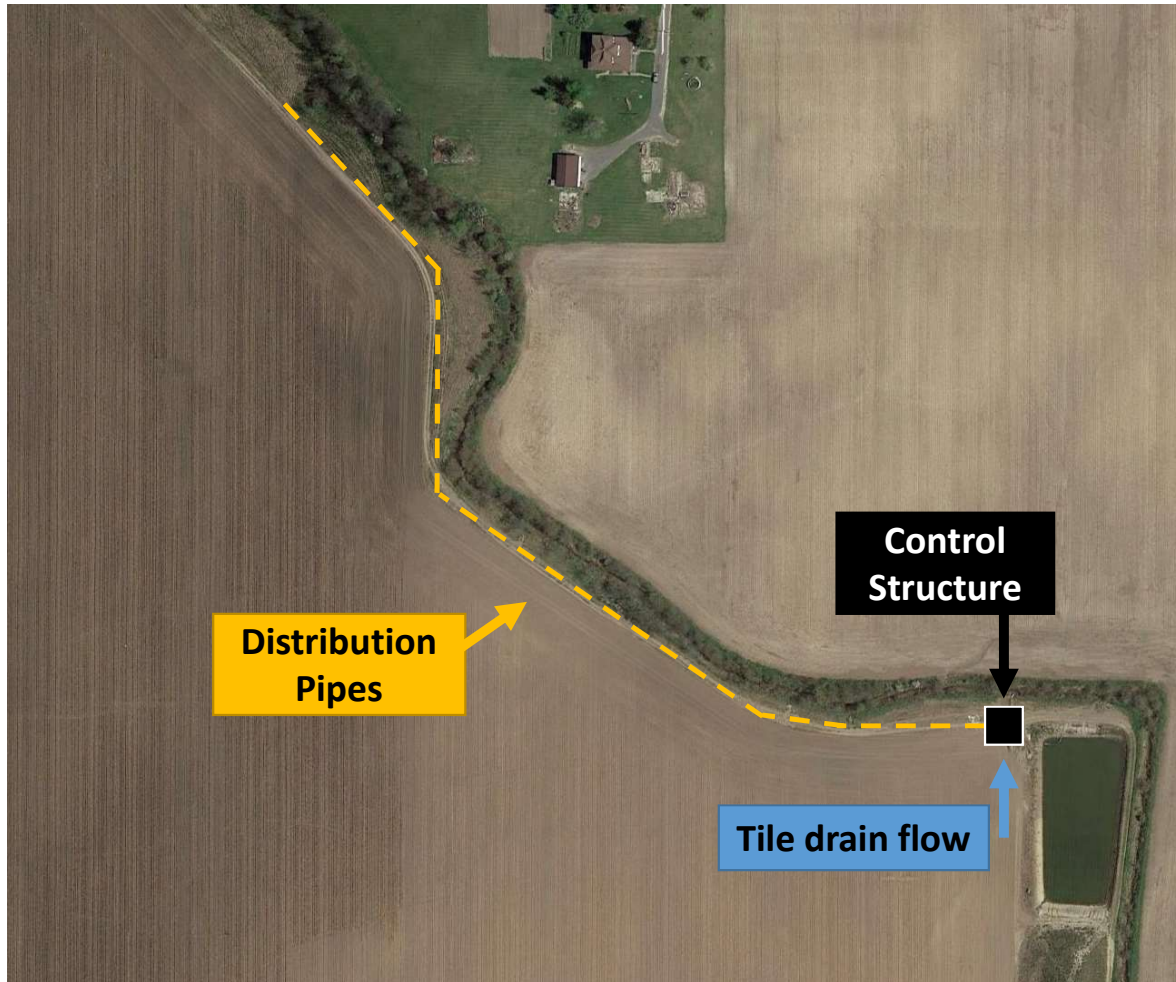 Control
Structure
Distribution
Pipes
Tile drain flow